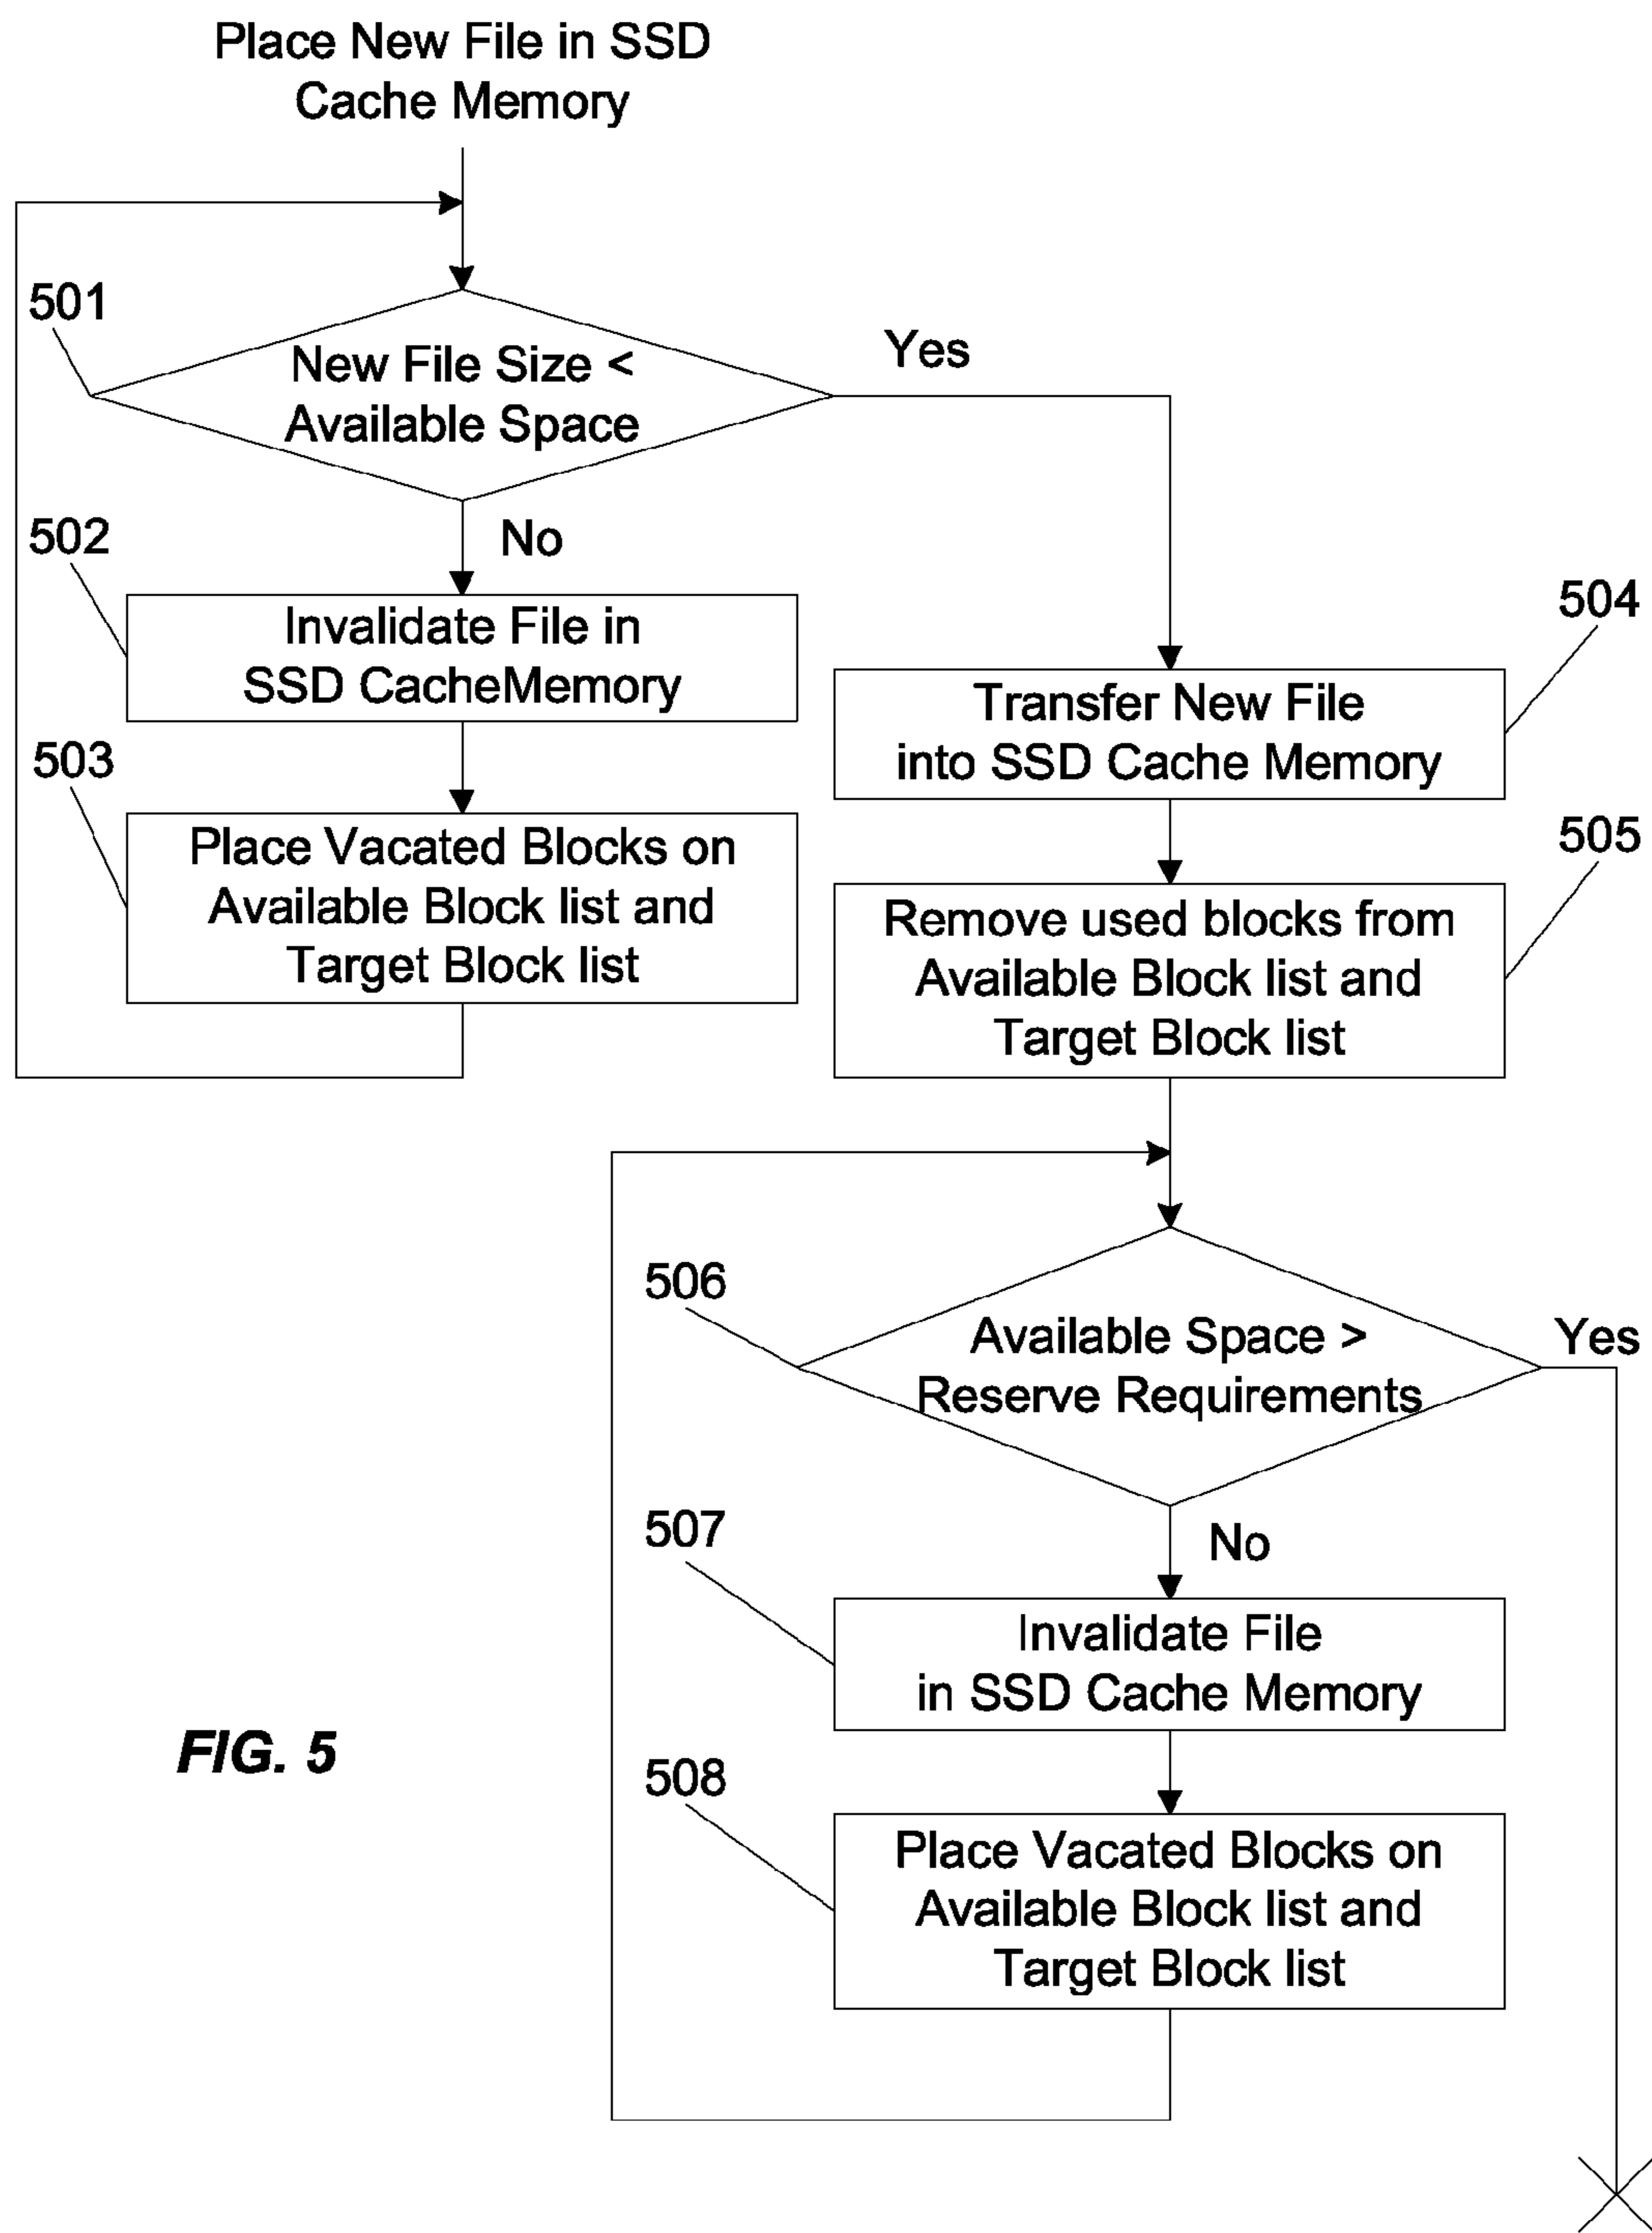 Place New File in SSD
Cache Memory
501
New File Size <
Available Space
Yes
No
502
Invalidate File in
SSD CacheMemory
503
Place Vacated Blocks on
Available Block list and
Target Block list
504
Transfer New File
into SSD Cache Memory
505
Remove used blocks from
Available Block list and
Target Block list
506
Available Space >
Reserve Requirements
Yes
No
507
Invalidate File
in SSD Cache Memory
508
Place Vacated Blocks on
Available Block list and
Target Block list
FIG. 5